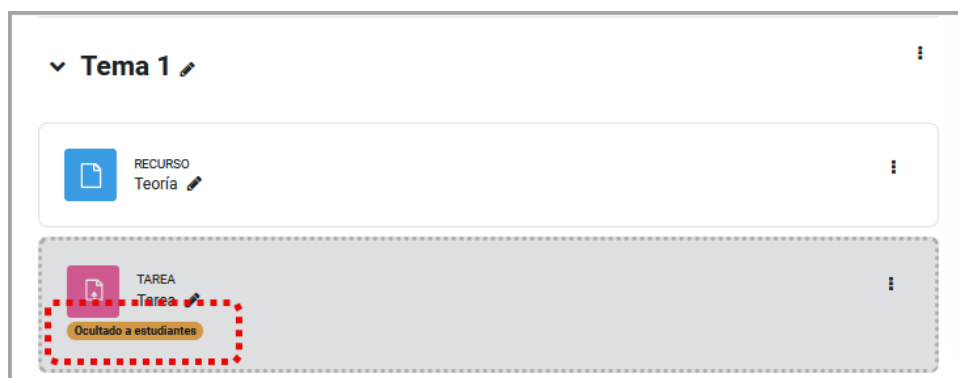 Tema 1
RECURSO
Teoría
TAREA
Tarea
Ocultado a estudiantes